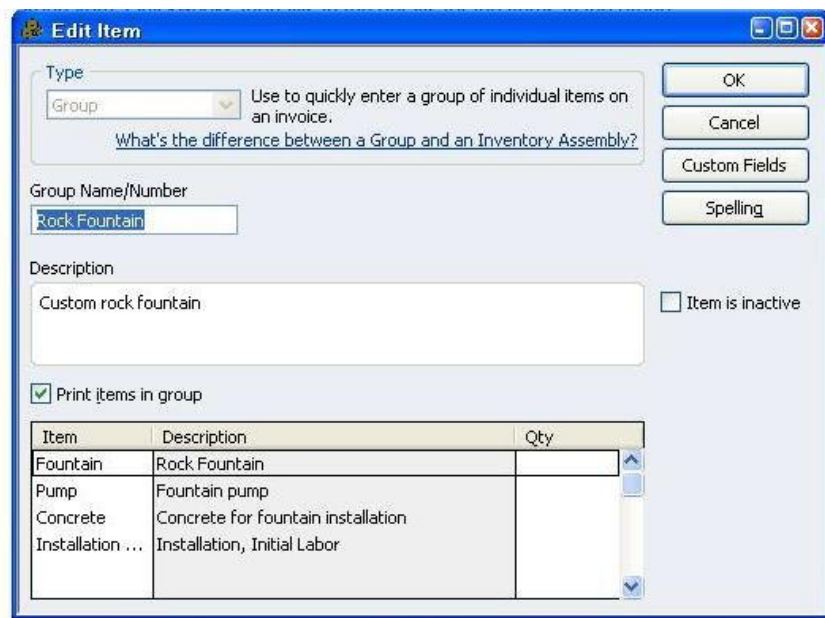 Edit Item
Type
Group
Use to quickly enter a group of individual items on
an invoice.
What's the difference between a Group and an Inventory Assembly?
OK
Cancel
Custom Fields
Spelling
Group Name/Number
Rock Fountain
Description
Custom rock fountain
Item is inactive
Print items in group
Item Description Qty
Fountain Rock Fountain
Pump Fountain pump
Concrete Concrete for fountain installation
Installation ... Installation, Initial Labor